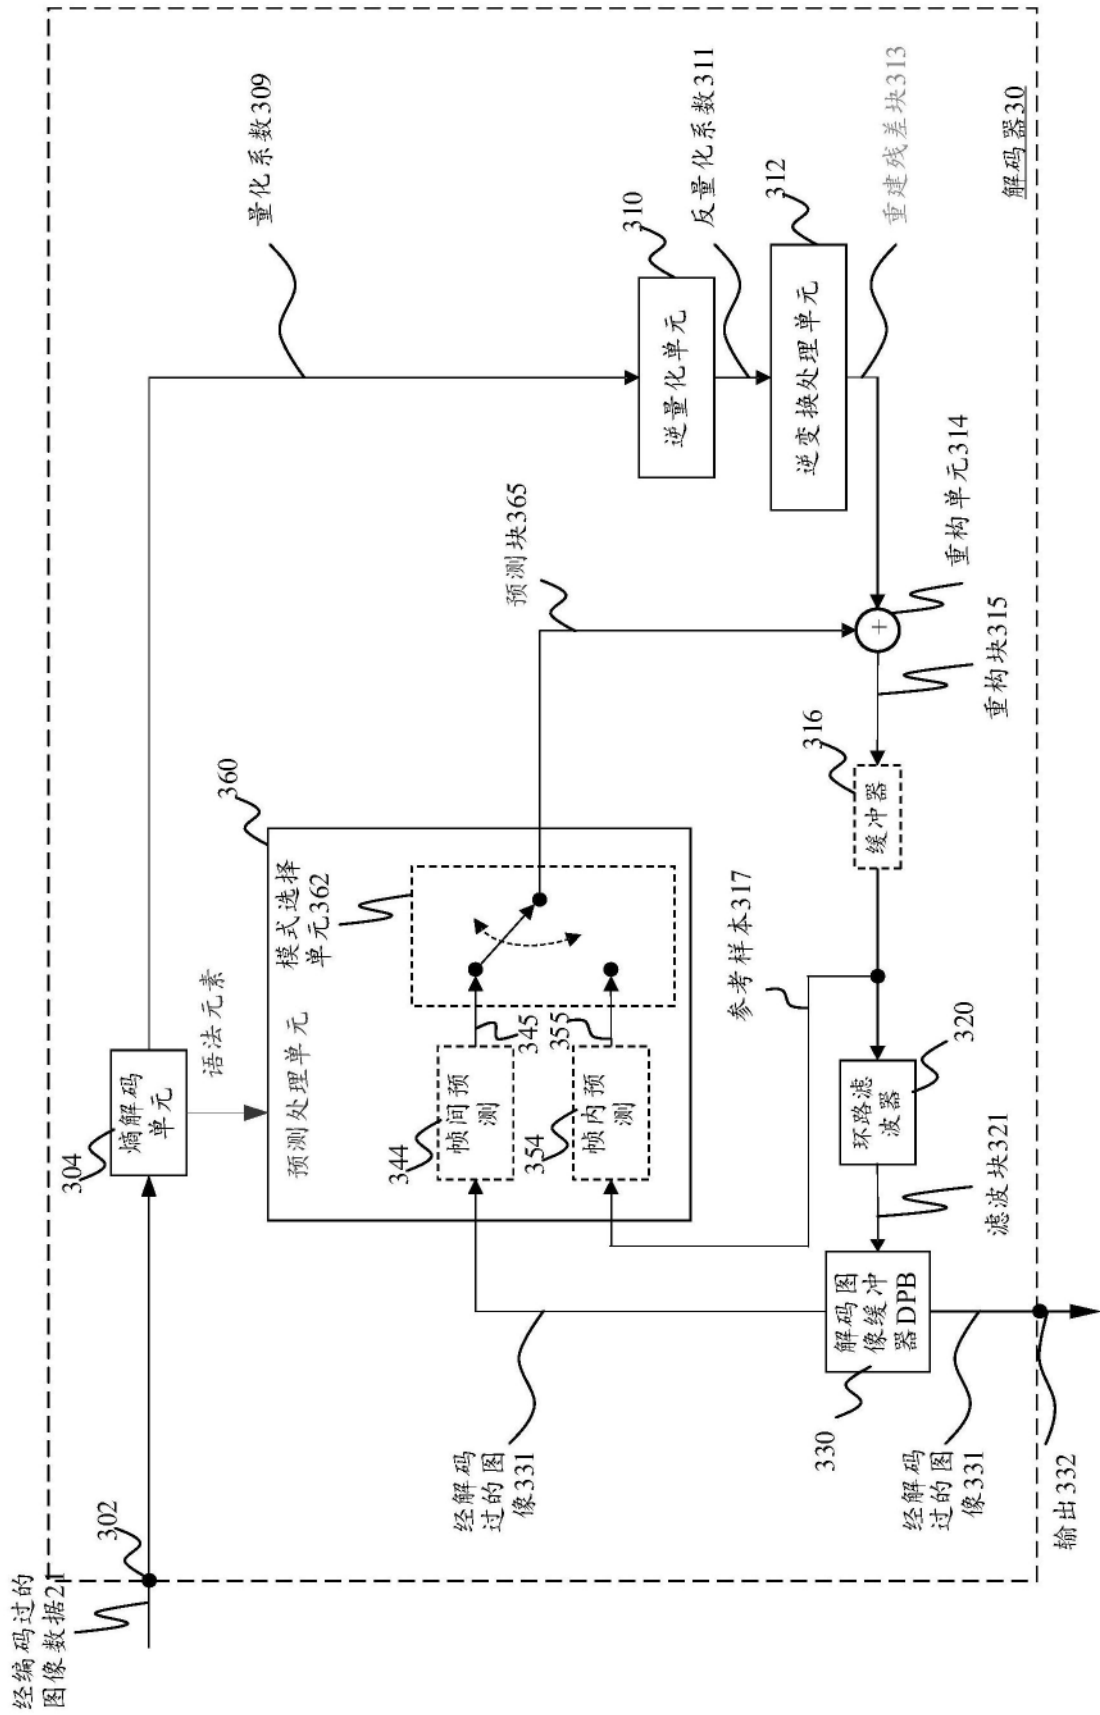 经编码过的
图像数据21
302
304
熵解码
单元
语法元素
量化系数309
360
预测处理单元
模式选择
单元362
344
帧间预
测
345
354
帧内预
测
355
预测块365
310
逆量化单元
反量化系数311
312
逆变换处理单元
重建残差块313
重构单元314
+
重构块315
316
缓冲器
参考样本317
320
环路滤
波器
滤波块321
330
解码图
像缓冲
器DPB
经解码
过的图
像331
经解码
过的图
像331
输出332
解码器30